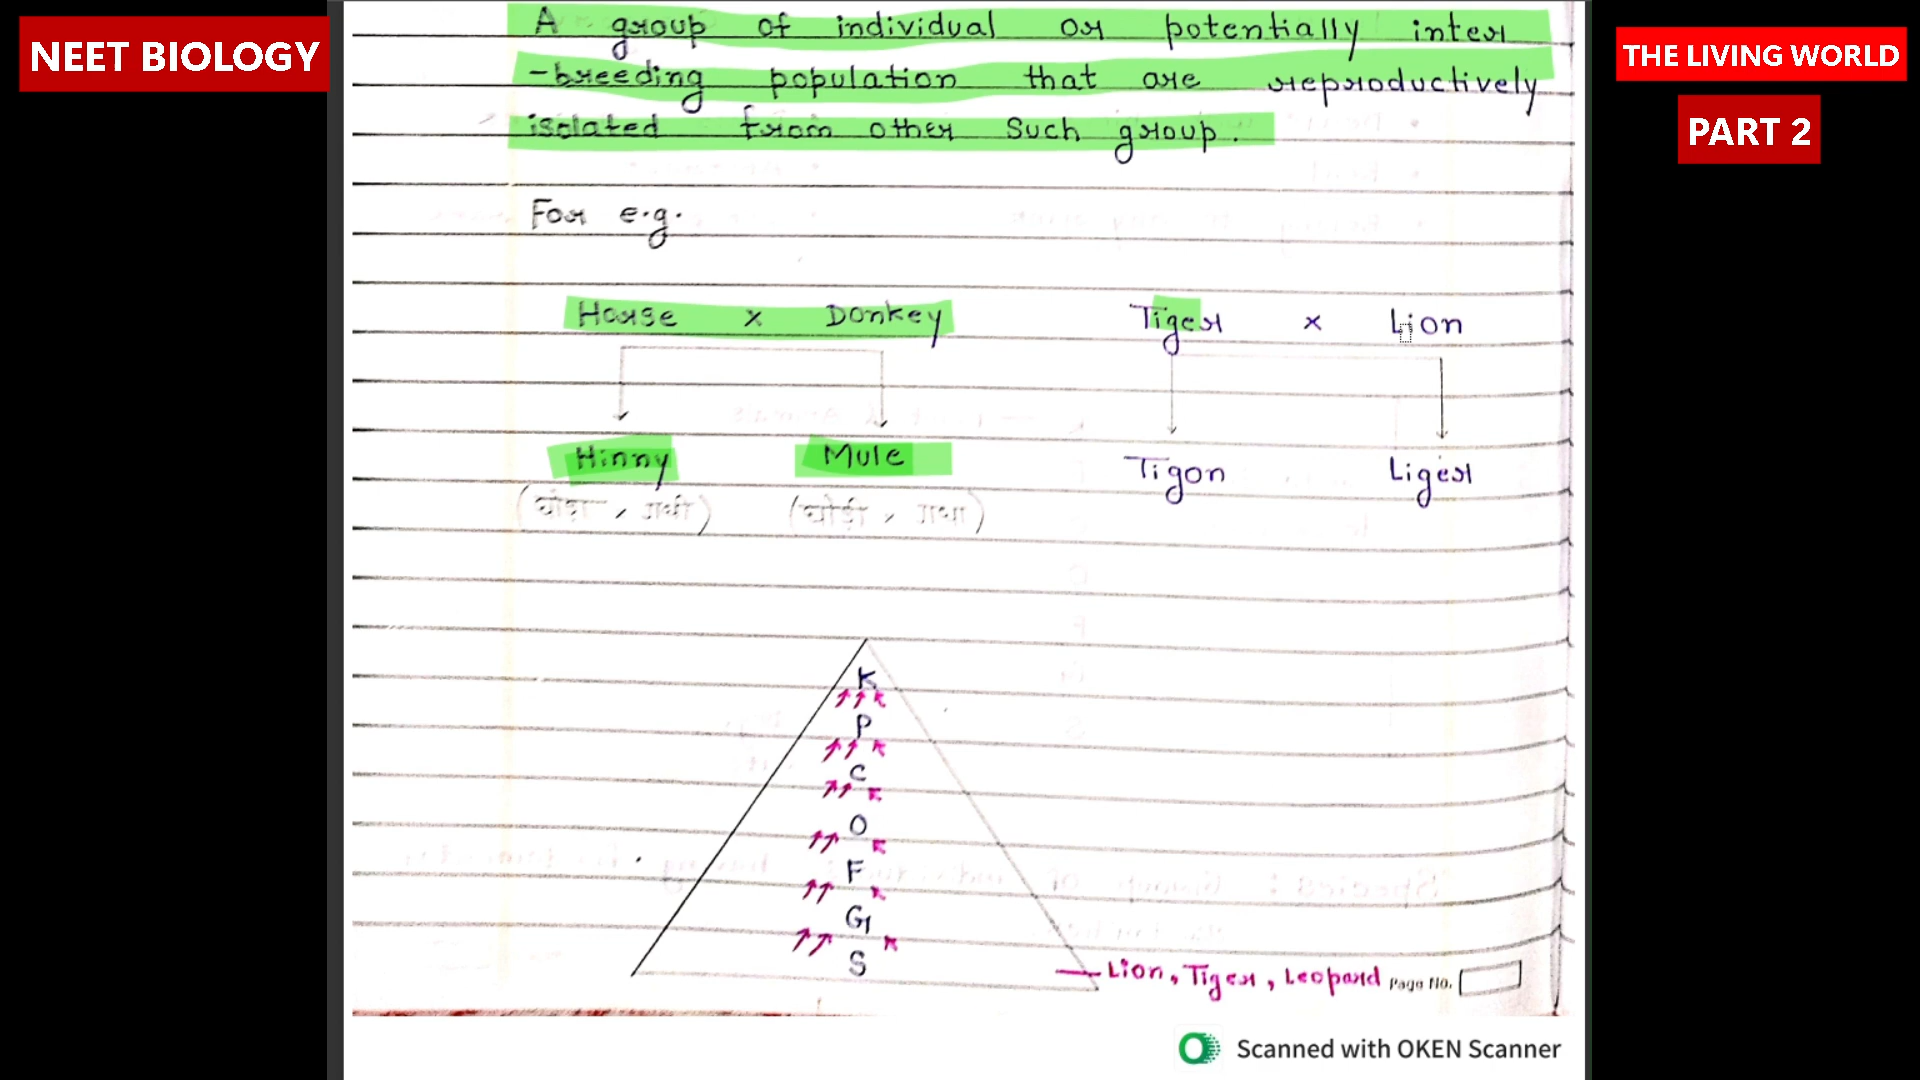 NEET BIOLOGY
THE LIVING WORLD
PART 2
A group of individual or potentially inter
-breeding population that are reproductively
isolated from other such group.
For e.g.
Horse x Donkey
Tiger x Lion
Hinny Mule
Tigon Liger
(घोड़ा x गधी) (घोड़ी x गधा)
K
P
C
O
F
G
S
Lion, Tiger, Leopard
Page No.
Scanned with OKEN Scanner